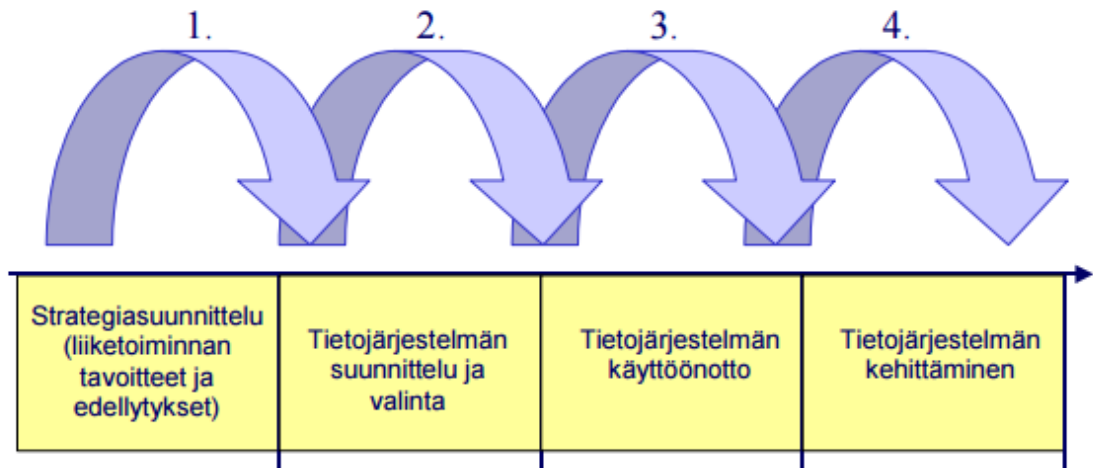 1.
2.
3.
4.
Strategiasuunnittelu
(liiketoiminnan
tavoitteet ja
edellytykset)
Tietojärjestelmän
suunnittelu ja
valinta
Tietojärjestelmän
käyttöönotto
Tietojärjestelmän
kehittäminen